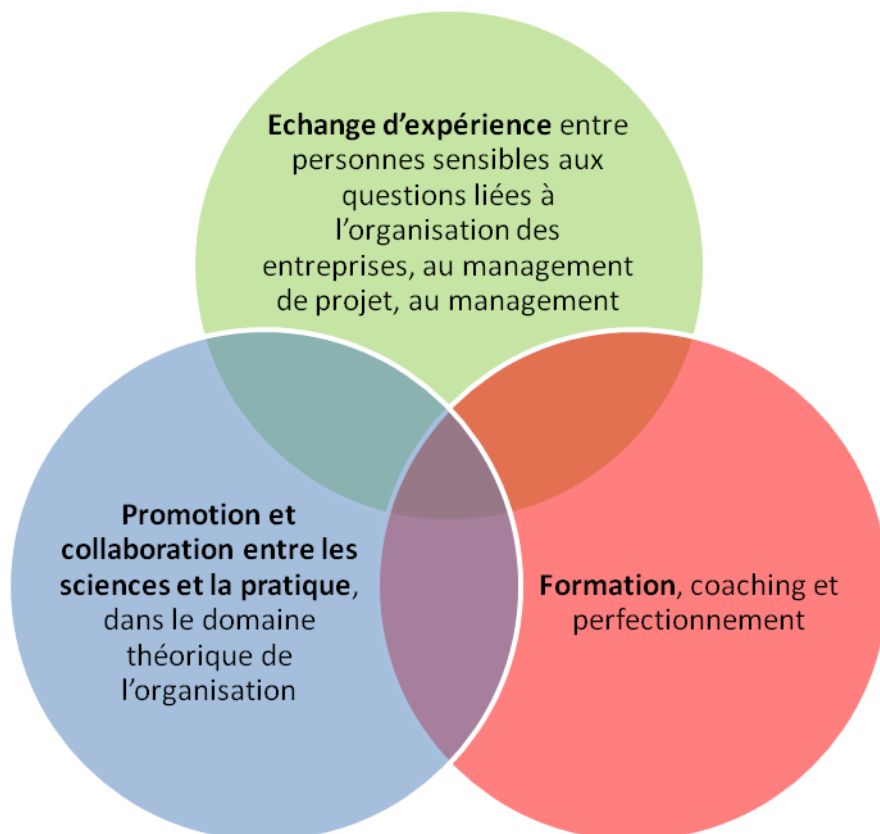 Echange d’expérience entre
personnes sensibles aux
questions liées à
l’organisation des
entreprises, au management
de projet, au management
Promotion et
collaboration entre les
sciences et la pratique,
dans le domaine
théorique de
l’organisation
Formation, coaching et
perfectionnement